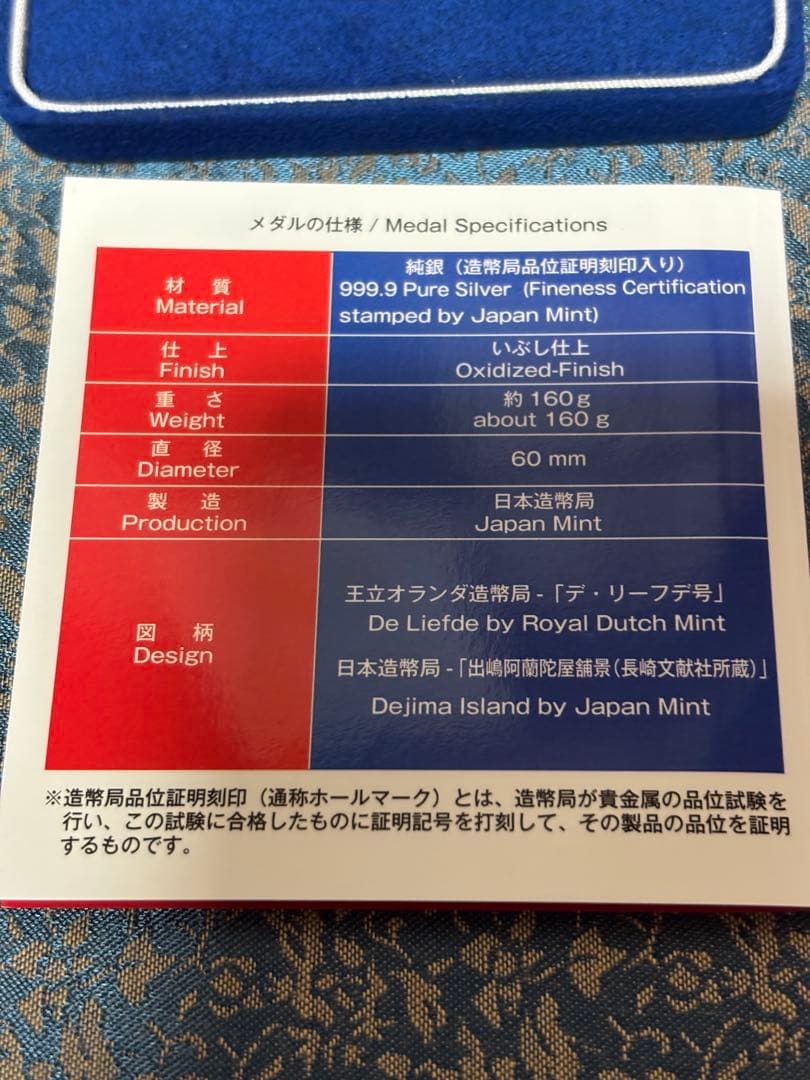 メダルの仕様 / Medal Specifications
材 質
Material
純銀（造幣局品位証明刻印入り）
999.9 Pure Silver (Fineness Certification
stamped by Japan Mint)
仕 上
Finish
いぶし仕上
Oxidized-Finish
重 さ
Weight
約160g
about 160 g
直 径
Diameter
60 mm
製 造
Production
日本造幣局
Japan Mint
図 柄
Design
王立オランダ造幣局 -「デ・リーフデ号」
De Liefde by Royal Dutch Mint
日本造幣局 -「出嶋阿蘭陀屋舗景（長崎文献社所蔵）」
Dejima Island by Japan Mint
※造幣局品位証明刻印（通称ホールマーク）とは、造幣局が貴金属の品位試験を
行い、この試験に合格したものに証明記号を打刻して、その製品の品位を証明
するものです。